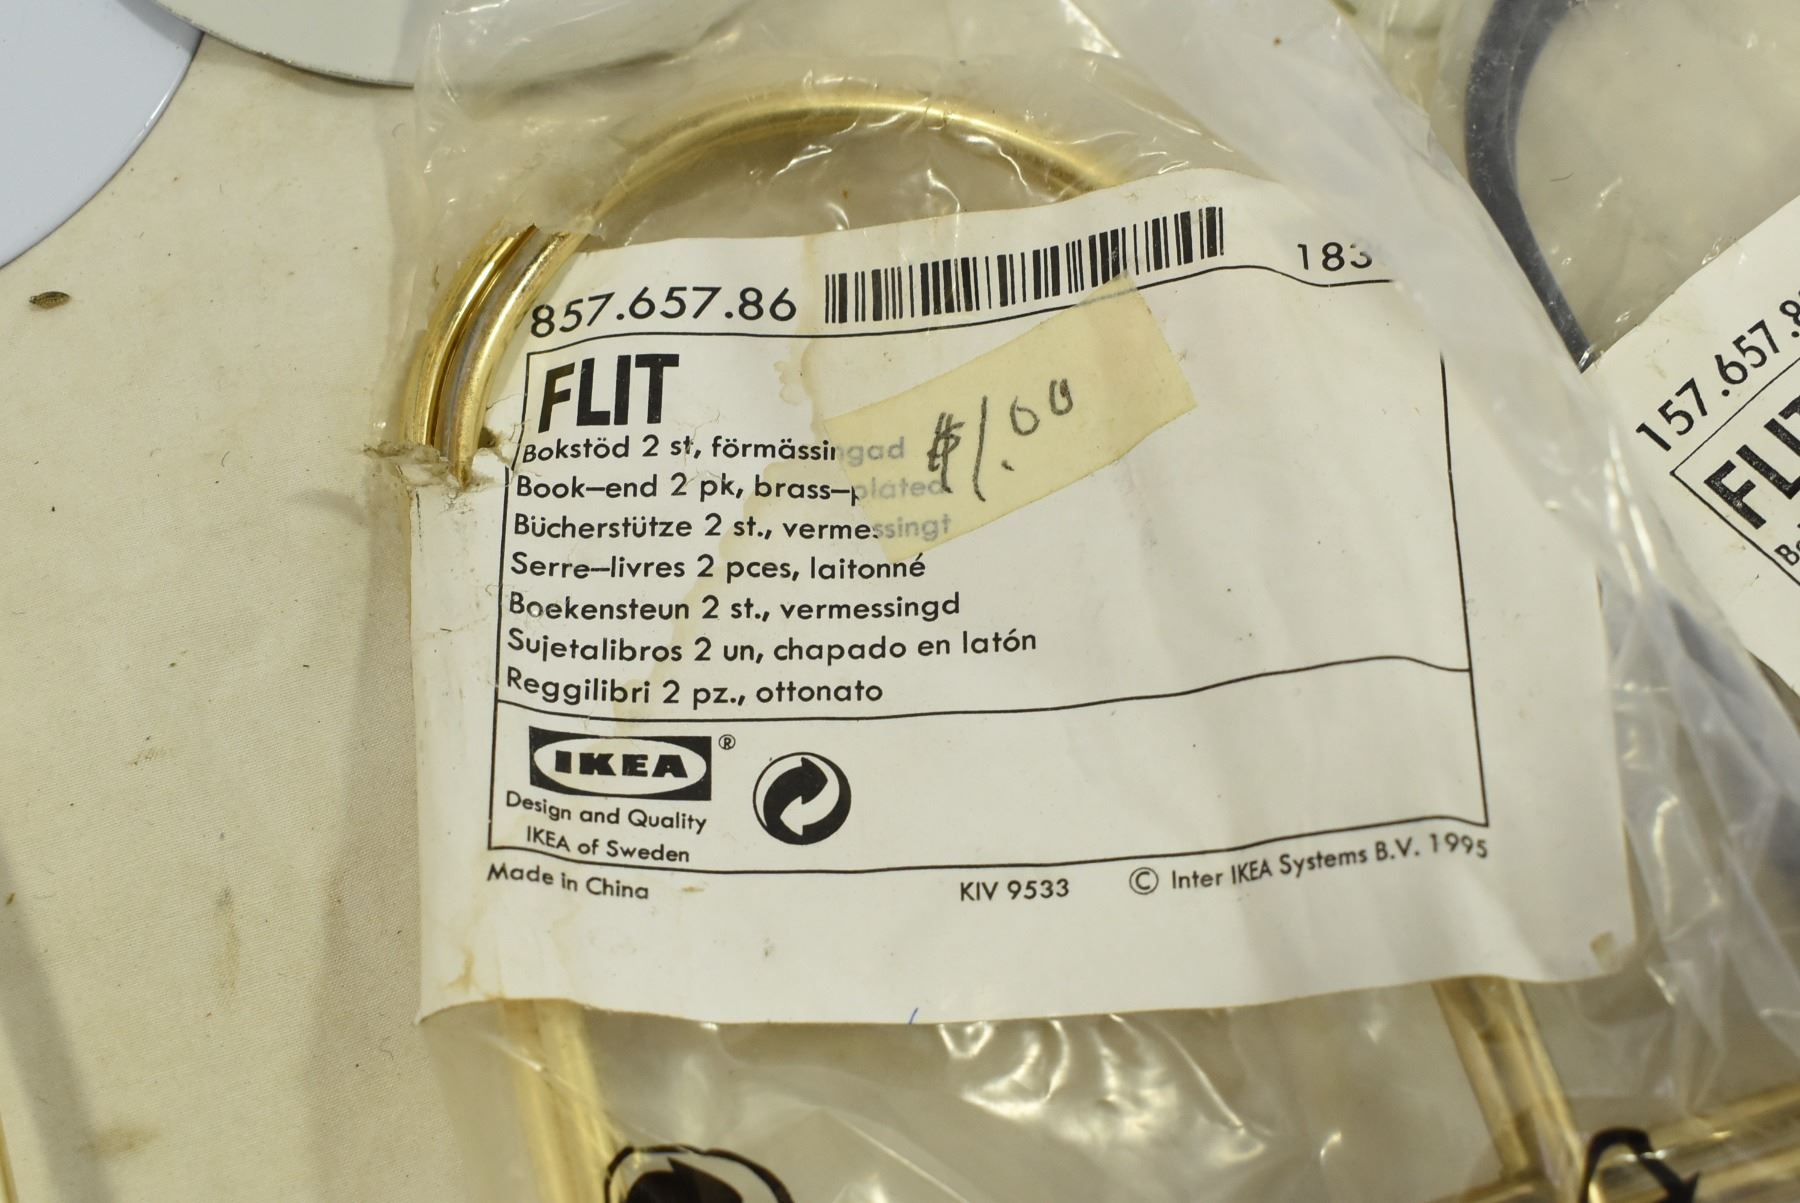 857.657.86 183
FLIT
Bokstöd 2 st, förmässingad
Book–end 2 pk, brass–plated
Bücherstütze 2 st., vermessingt
Serre–livres 2 pces, laitonné
Boekensteun 2 st., vermessingd
Sujetalibros 2 un, chapado en latón
Reggilibri 2 pz., ottonato
$1.00
IKEA ®
Design and Quality
IKEA of Sweden
Made in China
KIV 9533
© Inter IKEA Systems B.V. 1995
157.657.8
FLI